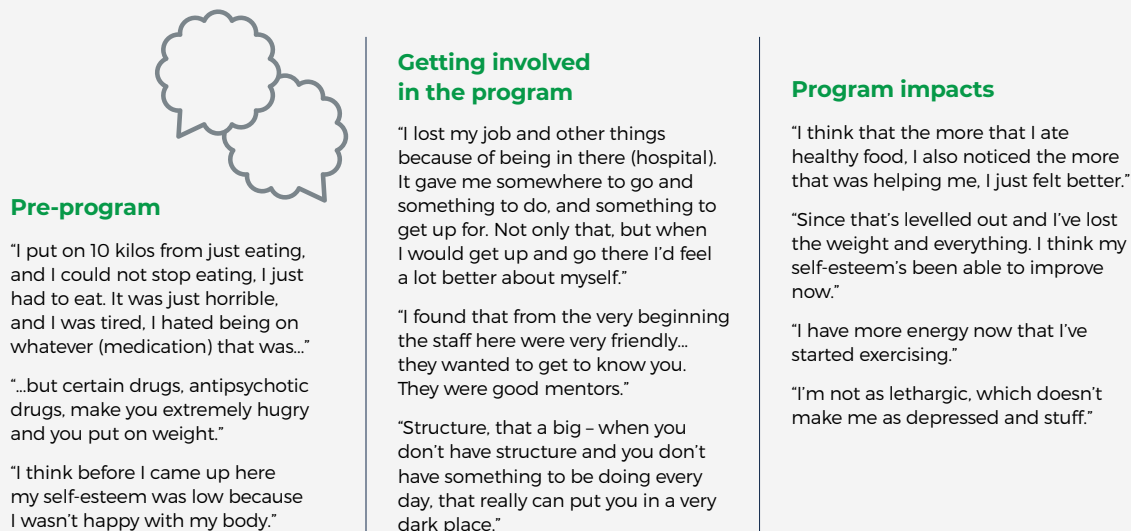 Pre-program
“I put on 10 kilos from just eating,
and I could not stop eating, I just
had to eat. It was just horrible,
and I was tired, I hated being on
whatever (medication) that was...”
“...but certain drugs, antipsychotic
drugs, make you extremely hugry
and you put on weight.”
“I think before I came up here
my self-esteem was low because
I wasn’t happy with my body.”
Getting involved
in the program
“I lost my job and other things
because of being in there (hospital).
It gave me somewhere to go and
something to do, and something to
get up for. Not only that, but when
I would get up and go there I’d feel
a lot better about myself.”
“I found that from the very beginning
the staff here were very friendly...
they wanted to get to know you.
They were good mentors.”
“Structure, that a big – when you
don’t have structure and you don’t
have something to be doing every
day, that really can put you in a very
dark place.”
Program impacts
“I think that the more that I ate
healthy food, I also noticed the more
that was helping me, I just felt better.”
“Since that’s levelled out and I’ve lost
the weight and everything. I think my
self-esteem’s been able to improve
now.”
“I have more energy now that I’ve
started exercising.”
“I’m not as lethargic, which doesn’t
make me as depressed and stuff.”